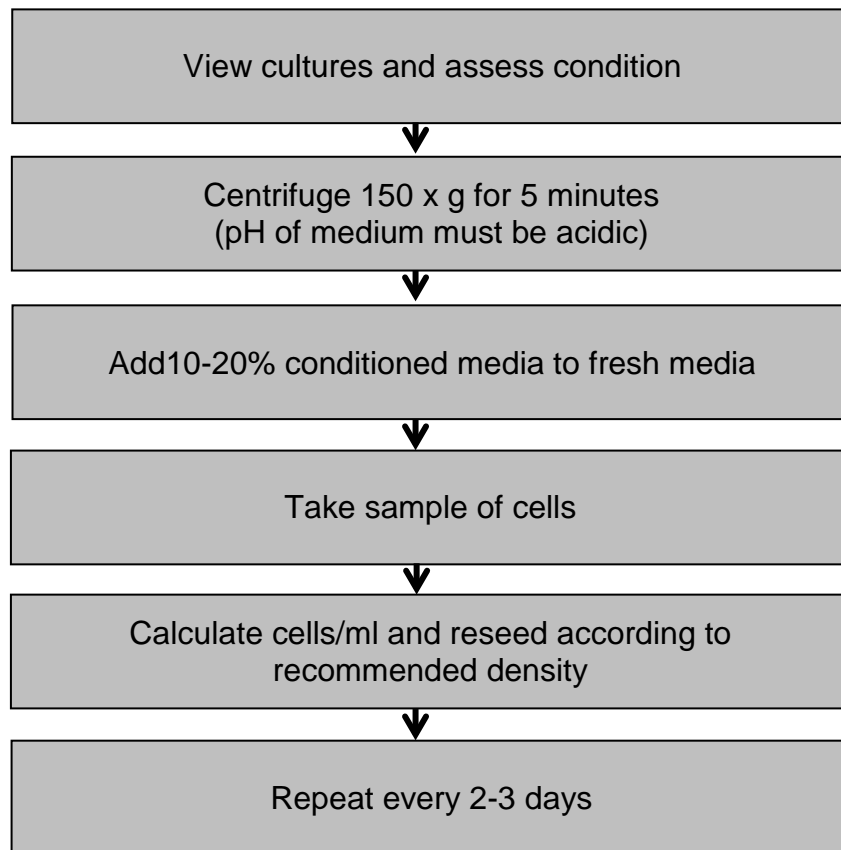 View cultures and assess condition
Centrifuge 150 x g for 5 minutes
(pH of medium must be acidic)
Add10-20% conditioned media to fresh media
Take sample of cells
Calculate cells/ml and reseed according to
recommended density
Repeat every 2-3 days